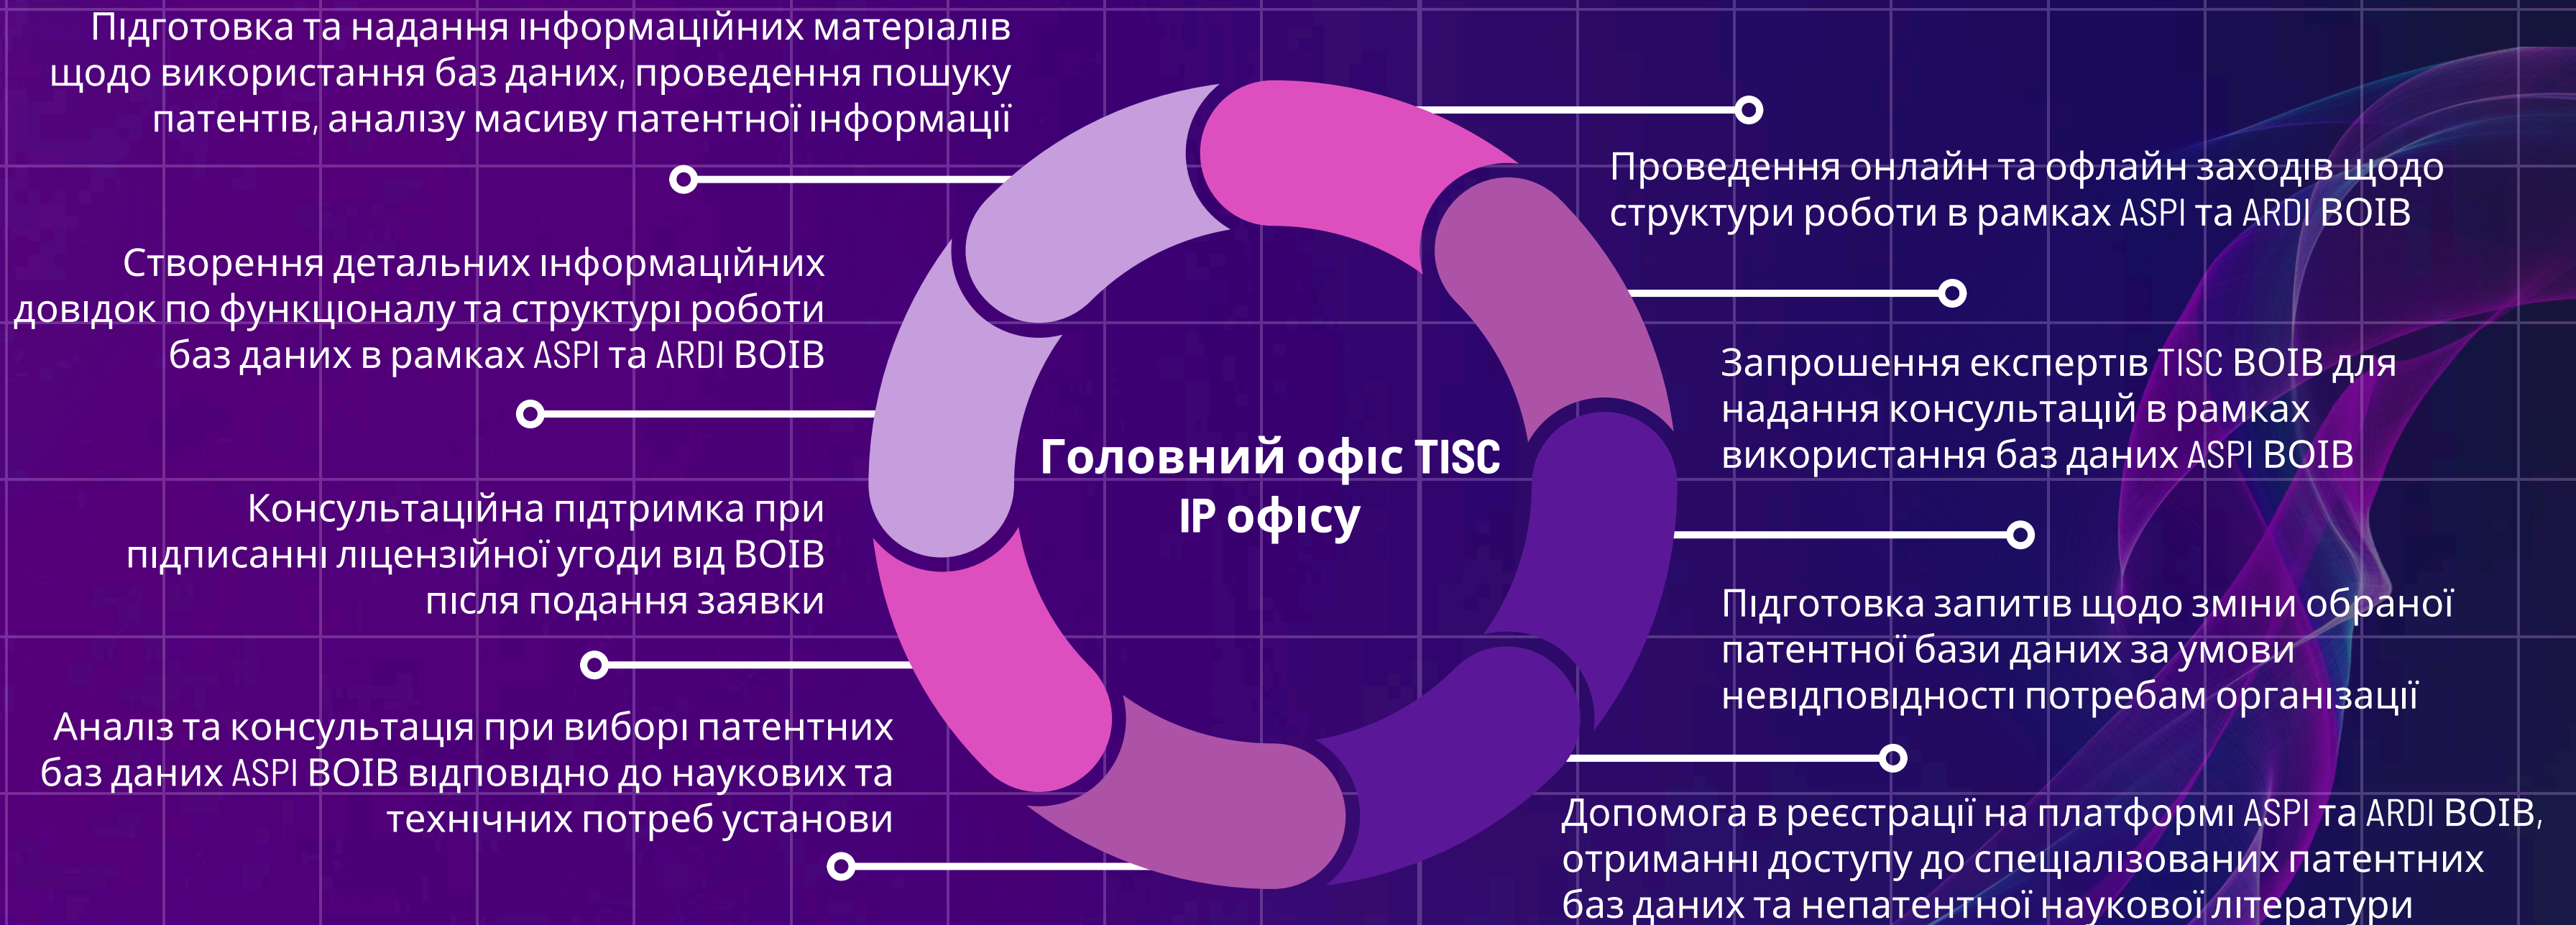 Підготовка та надання інформаційних матеріалів
щодо використання баз даних, проведення пошуку
патентів, аналізу масиву патентної інформації
Створення детальних інформаційних
довідок по функціоналу та структурі роботи
баз даних в рамках ASPI та ARDI ВОІВ
Консультаційна підтримка при
підписанні ліцензійної угоди від ВОІВ
після подання заявки
Аналіз та консультація при виборі патентних
баз даних ASPI ВОІВ відповідно до наукових та
технічних потреб установи
Головний офіс TISC
IP офісу
Проведення онлайн та офлайн заходів щодо
структури роботи в рамках ASPI та ARDI ВОІВ
Запрошення експертів TISC ВОІВ для
надання консультацій в рамках
використання баз даних ASPI ВОІВ
Підготовка запитів щодо зміни обраної
патентної бази даних за умови
невідповідності потребам організації
Допомога в реєстрації на платформі ASPI та ARDI ВОІВ,
отриманні доступу до спеціалізованих патентних
баз даних та непатентної наукової літератури